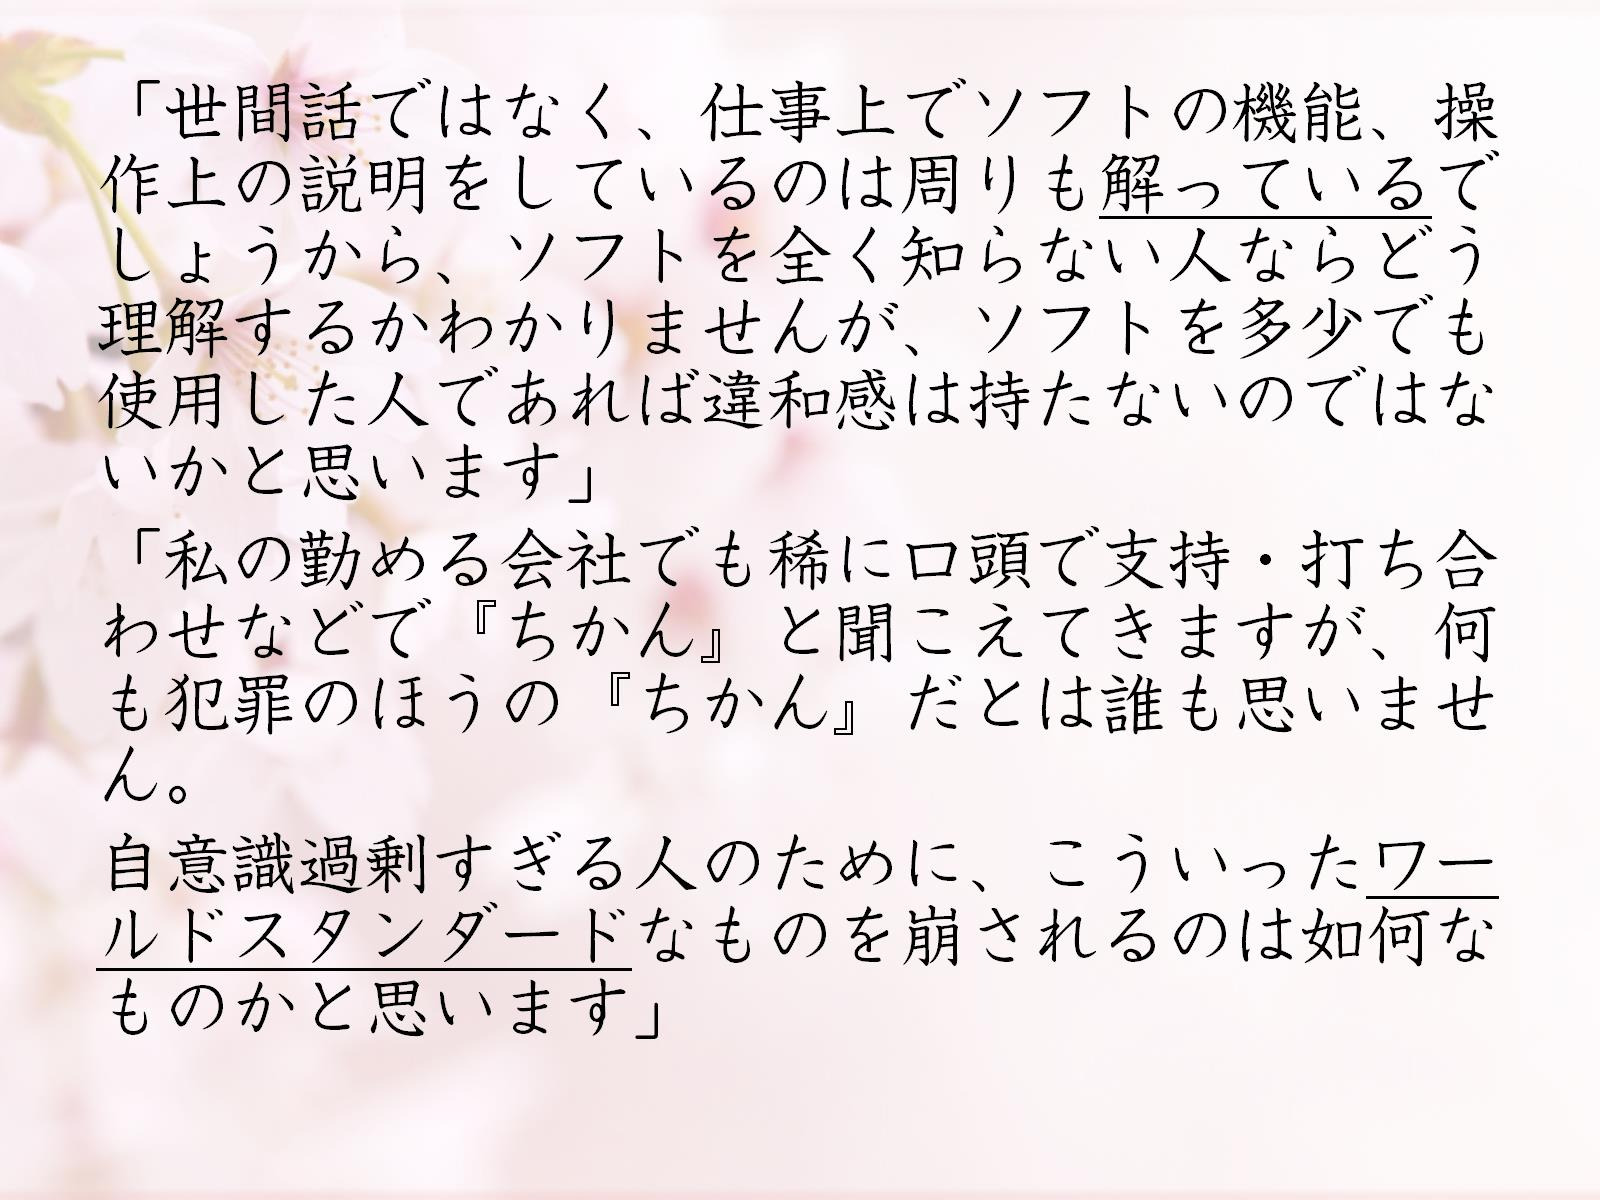 「世間話ではなく、仕事上でソフトの機能、操
作上の説明をしているのは周りも解っているで
しょうから、ソフトを全く知らない人ならどう
理解するかわかりませんが、ソフトを多少でも
使用した人であれば違和感は持たないのではな
いかと思います」
「私の勤める会社でも稀に口頭で支持・打ち合
わせなどで『ちかん』と聞こえてきますが、何
も犯罪のほうの『ちかん』だとは誰も思いませ
ん。
自意識過剰すぎる人のために、こういったワー
ルドスタンダードなものを崩されるのは如何な
ものかと思います」